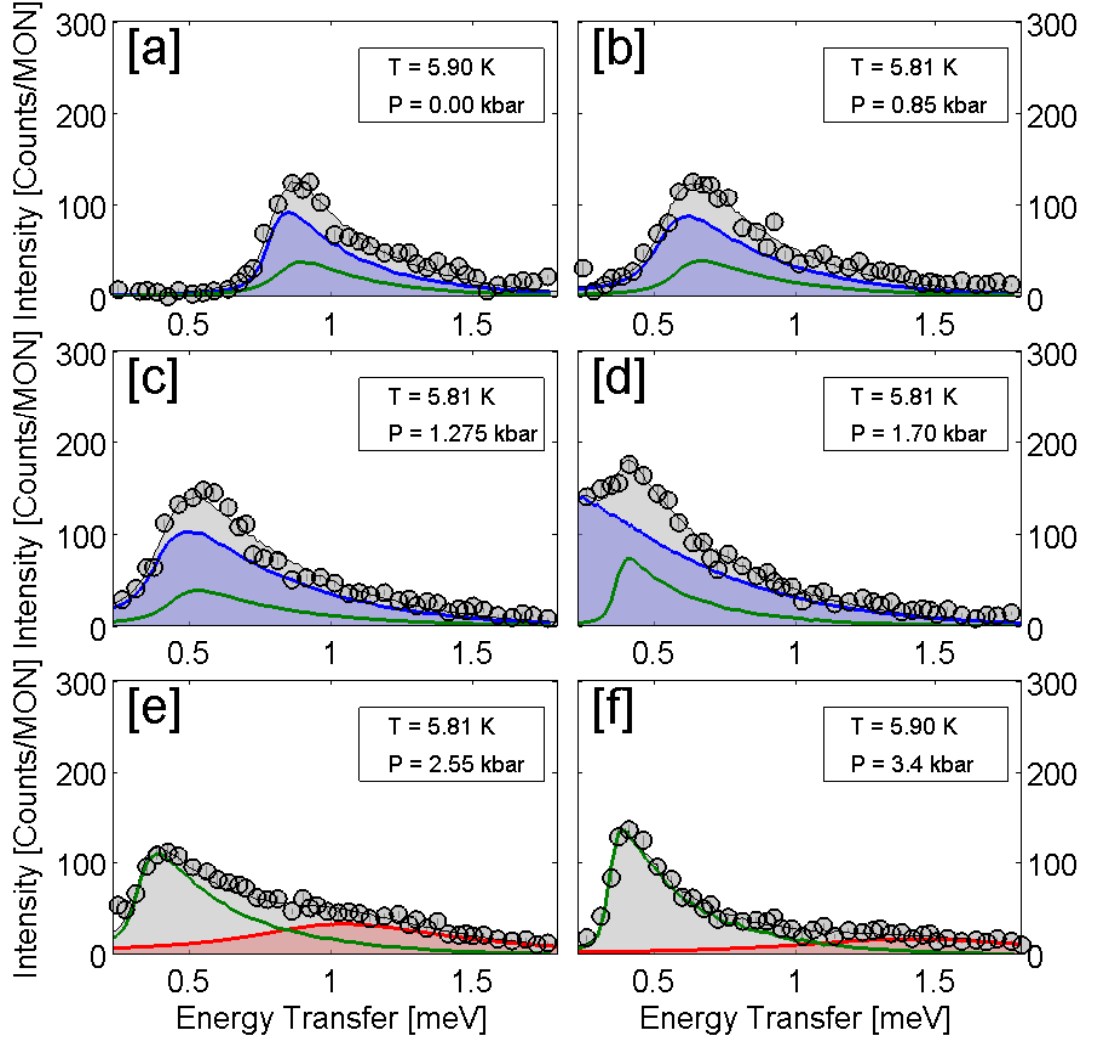 [a]
T = 5.90 K
P = 0.00 kbar
[b]
T = 5.81 K
P = 0.85 kbar
Intensity [Counts/MON]
300
200
100
0
0.5
1
1.5
0.5
1
1.5
300
200
100
0
[c]
T = 5.81 K
P = 1.275 kbar
[d]
T = 5.81 K
P = 1.70 kbar
Intensity [Counts/MON]
300
200
100
0
0.5
1
1.5
0.5
1
1.5
300
200
100
0
[e]
T = 5.81 K
P = 2.55 kbar
[f]
T = 5.90 K
P = 3.4 kbar
Intensity [Counts/MON]
300
200
100
0
0.5
1
1.5
0.5
1
1.5
300
200
100
0
Energy Transfer [meV]
Energy Transfer [meV]